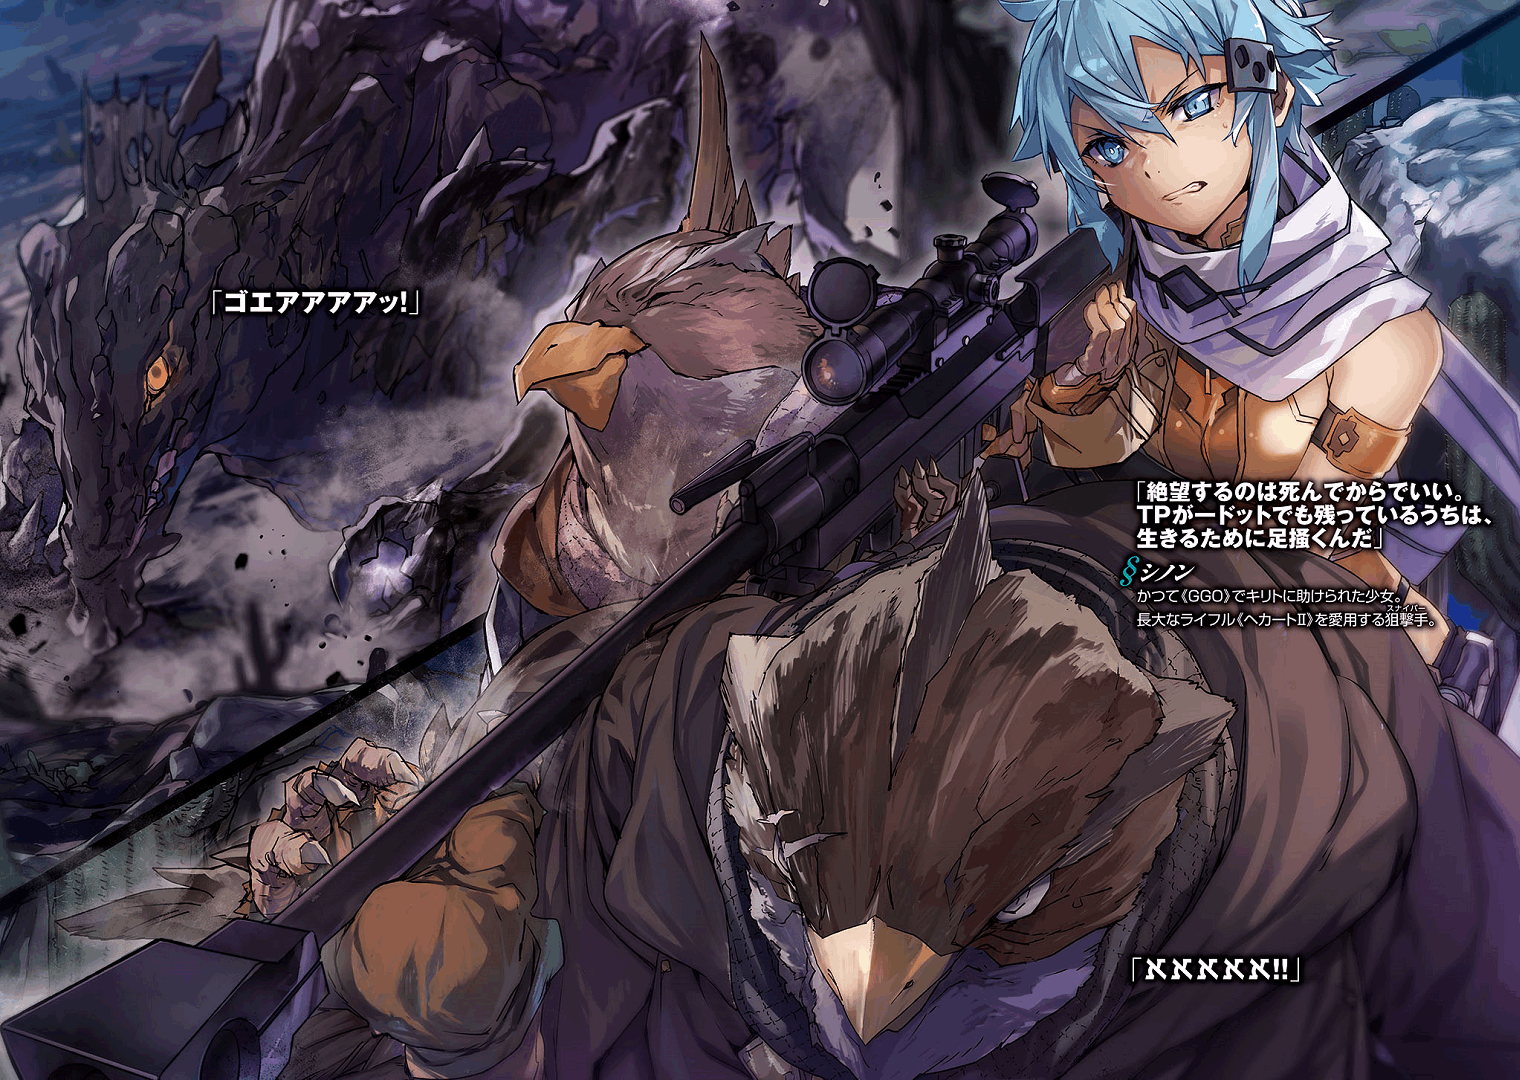 「ゴエアアアアッ!」
「絶望するのは死んでからでいい。
TPが一ドットでも残っているうちは、
生きるために足掻くんだ」
§シノン
かつて《GGO》でキリトに助けられた少女。
長大なライフル《ヘカートII》を愛用する狙撃手。
スナイパー
「אאאאא!!」